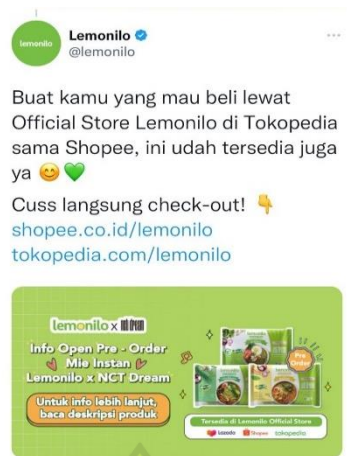 lemonilo
Lemonilo
@lemonilo
Buat kamu yang mau beli lewat
Official Store Lemonilo di Tokopedia
sama Shopee, ini udah tersedia juga
ya 😊💚
Cuss langsung check-out! 👇
shopee.co.id/lemonilo
tokopedia.com/lemonilo
lemonilo x nct dream
Info Open Pre - Order
Mie Instan
Lemonilo x NCT Dream
Untuk info lebih lanjut,
baca deskripsi produk
Pre
Order
Tersedia di Lemonilo Official Store
Lazada Shopee tokopedia